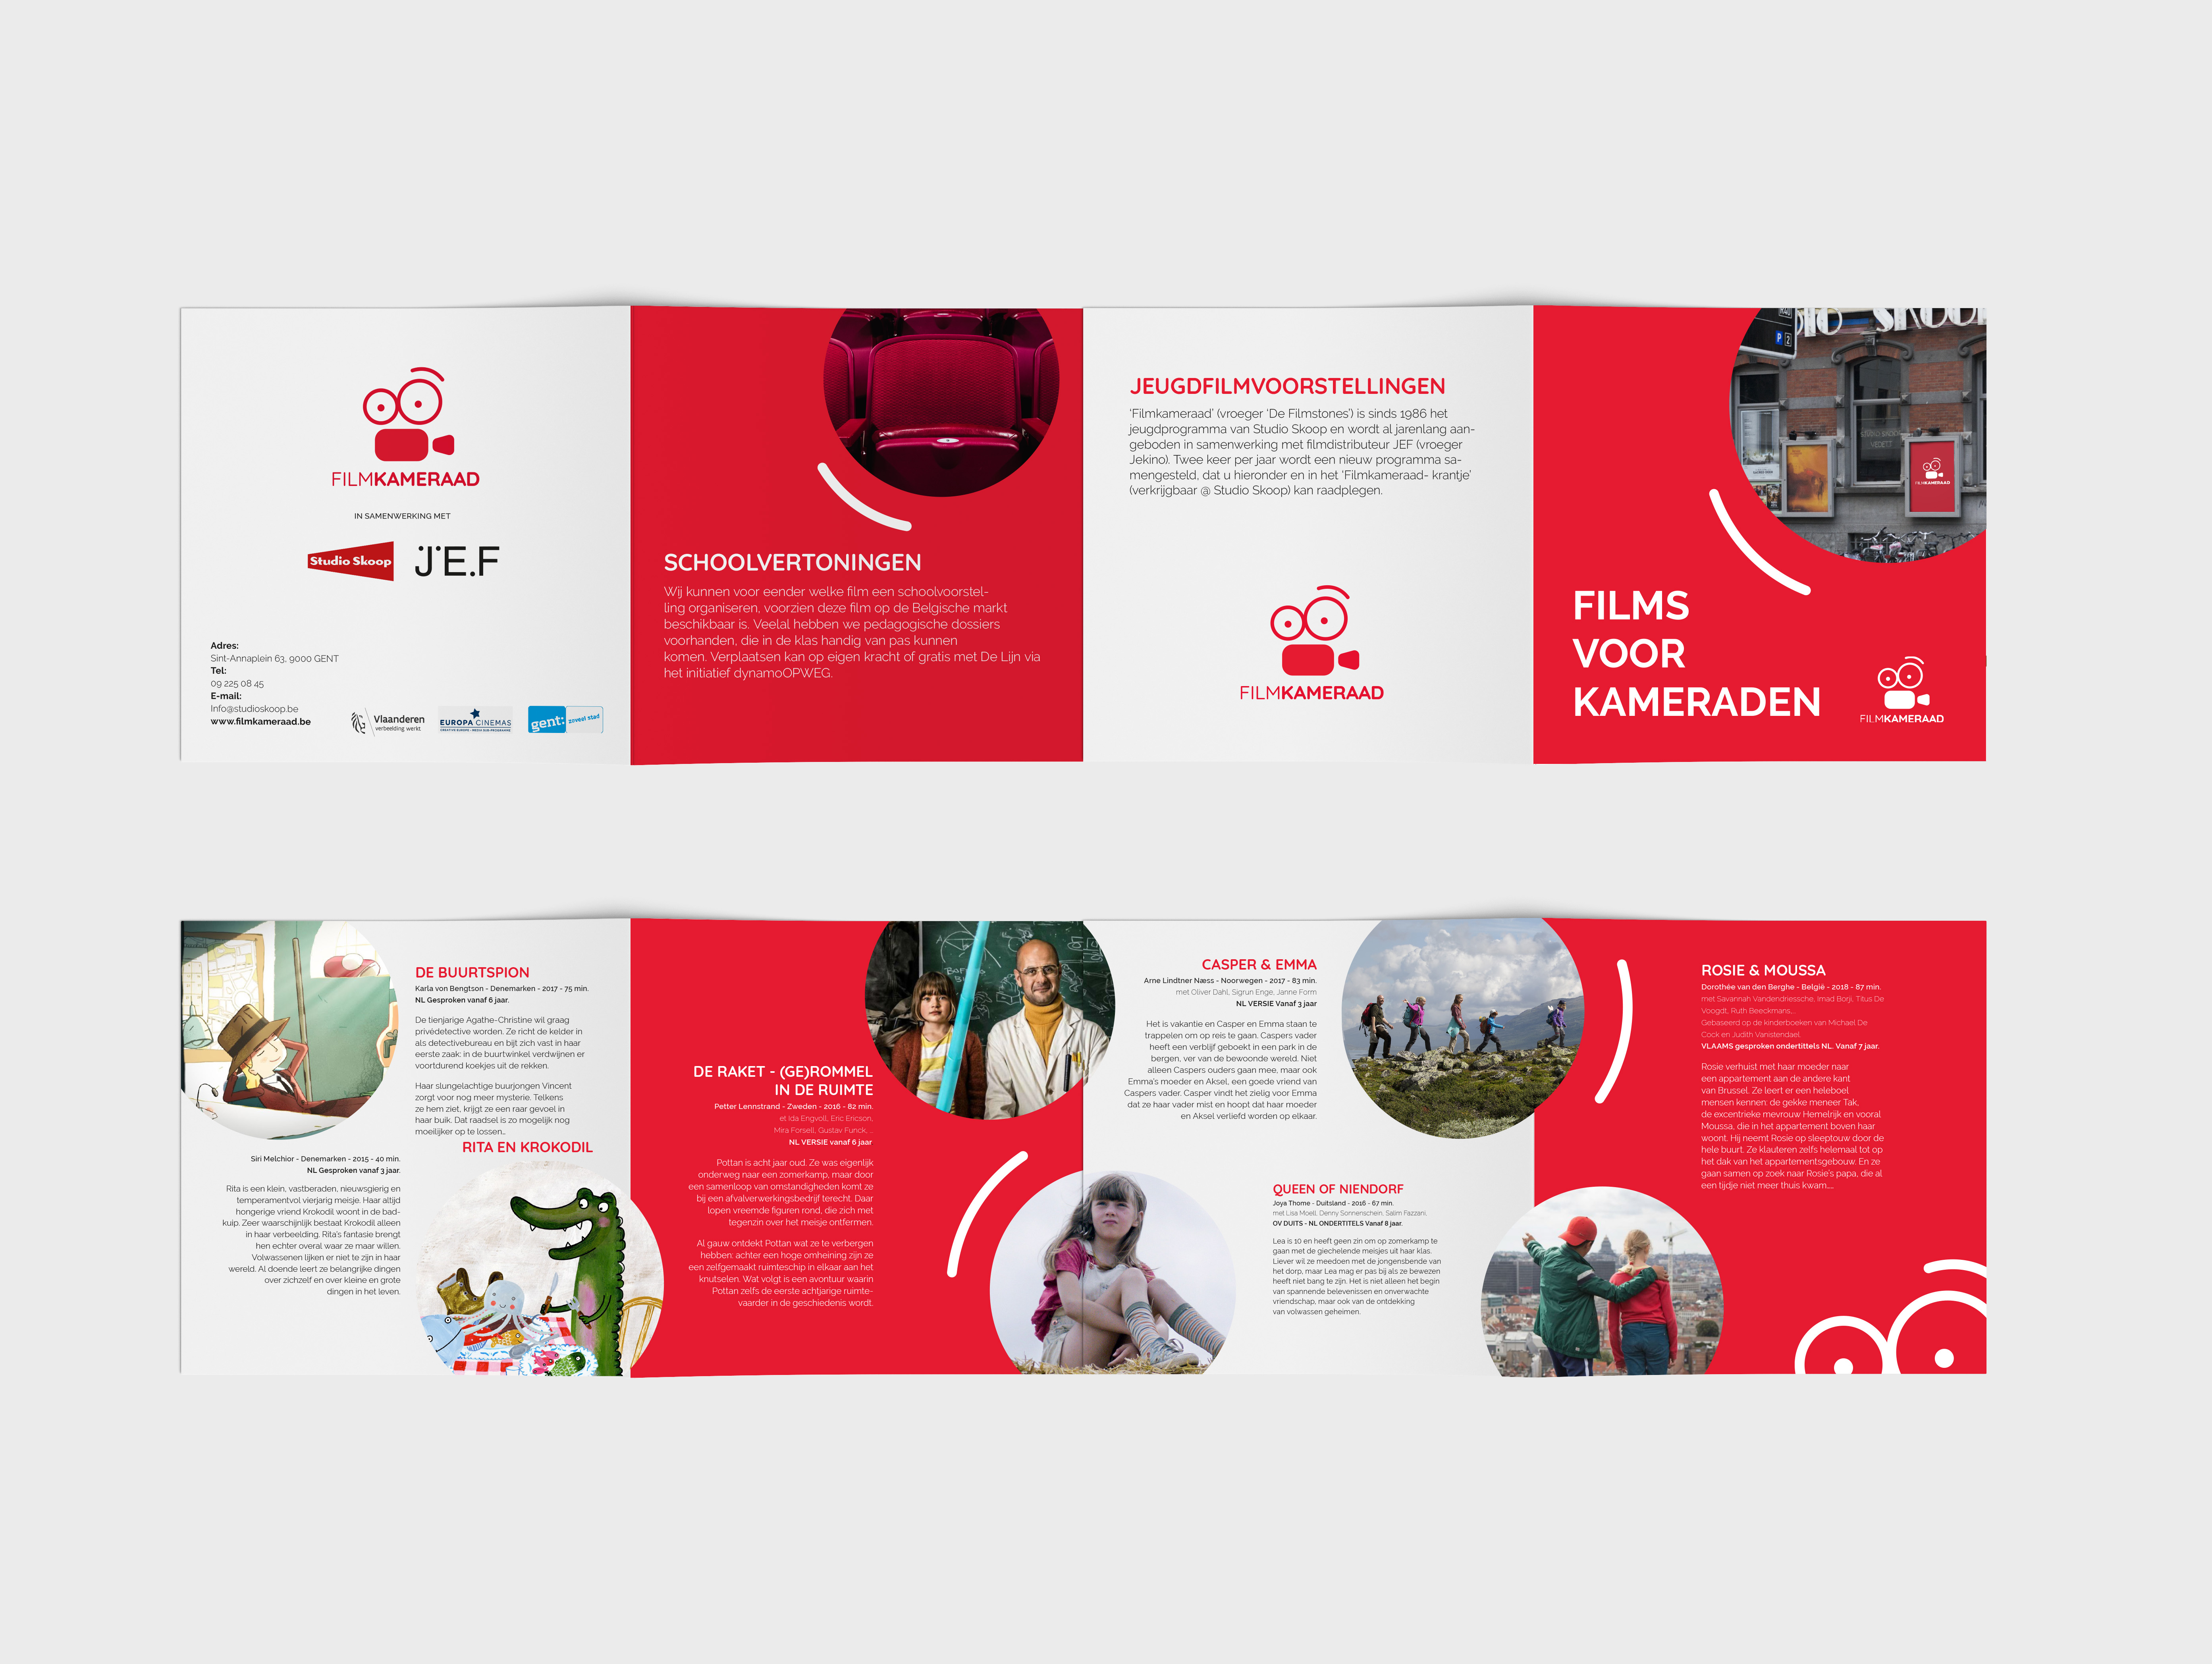 FILMKAMERAAD
IN SAMENWERKING MET
Studio Skoop
JEF
Adres:
Sint-Annaplein 63, 9000 GENT
Tel:
09 225 08 45
E-mail:
Info@studioskoop.be
www.filmkameraad.be
Vlaanderen
verbeelding werkt
EUROPA CINEMAS
CREATIVE EUROPE - MEDIA SUB-PROGRAMME
gent: zoveel stad
SCHOOLVERTONINGEN
Wij kunnen voor eender welke film een schoolvoorstel-
ling organiseren, voorzien deze film op de Belgische markt
beschikbaar is. Veelal hebben we pedagogische dossiers
voorhanden, die in de klas handig van pas kunnen
komen. Verplaatsen kan op eigen kracht of gratis met De Lijn via
het initiatief dynamoOPWEG.
JEUGDFILMVOORSTELLINGEN
‘Filmkameraad’ (vroeger ‘De Filmstones’) is sinds 1986 het
jeugdprogramma van Studio Skoop en wordt al jarenlang aan-
geboden in samenwerking met filmdistributeur JEF (vroeger
Jekino). Twee keer per jaar wordt een nieuw programma sa-
mengesteld, dat u hieronder en in het ‘Filmkameraad- krantje’
(verkrijgbaar @ Studio Skoop) kan raadplegen.
FILMKAMERAAD
P 2
FILMKAMERAAD
FILMS
VOOR
KAMERADEN
FILMKAMERAAD
DE BUURTSPION
Karla von Bengtson - Denemarken - 2017 - 75 min.
NL Gesproken vanaf 6 jaar.
De tienjarige Agathe-Christine wil graag
privédetective worden. Ze richt de kelder in
als detectivebureau en bijt zich vast in haar
eerste zaak: in de buurtwinkel verdwijnen er
voortdurend koekjes uit de rekken.
Haar slungelachtige buurjongen Vincent
zorgt voor nog meer mysterie. Telkens
ze hem ziet, krijgt ze een raar gevoel in
haar buik. Dat raadsel is zo mogelijk nog
moeilijker op te lossen…
RITA EN KROKODIL
Siri Melchior - Denemarken - 2015 - 40 min.
NL Gesproken vanaf 3 jaar.
Rita is een klein, vastberaden, nieuwsgierig en
temperamentvol vierjarig meisje. Haar altijd
hongerige vriend Krokodil woont in de bad-
kuip. Zeer waarschijnlijk bestaat Krokodil alleen
in haar verbeelding. Rita's fantasie brengt
hen echter overal waar ze maar willen.
Volwassenen lijken er niet te zijn in haar
wereld. Al doende leert ze belangrijke dingen
over zichzelf en over kleine en grote
dingen in het leven.
DE RAKET - (GE)ROMMEL
IN DE RUIMTE
Petter Lennstrand - Zweden - 2016 - 82 min.
et Ida Engvoll, Eric Ericson,
Mira Forsell, Gustav Funck, ...
NL VERSIE vanaf 6 jaar
Pottan is acht jaar oud. Ze was eigenlijk
onderweg naar een zomerkamp, maar door
een samenloop van omstandigheden komt ze
bij een afvalverwerkingsbedrijf terecht. Daar
lopen vreemde figuren rond, die zich met
tegenzin over het meisje ontfermen.
Al gauw ontdekt Pottan wat ze te verbergen
hebben: achter een hoge omheining zijn ze
een zelfgemaakt ruimteschip in elkaar aan het
knutselen. Wat volgt is een avontuur waarin
Pottan zelfs de eerste achtjarige ruimte-
vaarder in de geschiedenis wordt.
CASPER & EMMA
Arne Lindtner Næss - Noorwegen - 2017 - 83 min.
met Oliver Dahl, Sigrun Enge, Janne Form
NL VERSIE Vanaf 3 jaar
Het is vakantie en Casper en Emma staan te
trappelen om op reis te gaan. Caspers vader
heeft een verblijf geboekt in een park in de
bergen, ver van de bewoonde wereld. Niet
alleen Caspers ouders gaan mee, maar ook
Emma's moeder en Aksel, een goede vriend van
Caspers vader. Casper vindt het zielig voor Emma
dat ze haar vader mist en hoopt dat haar moeder
en Aksel verliefd worden op elkaar.
QUEEN OF NIENDORF
Joya Thome - Duitsland - 2016 - 67 min.
met Lisa Moell, Denny Sonnenschein, Salim Fazzani,
OV DUITS - NL ONDERTITELS Vanaf 8 jaar.
Lea is 10 en heeft geen zin om op zomerkamp te
gaan met de giechelende meisjes uit haar klas.
Liever wil ze meedoen met de jongensbende van
het dorp, maar Lea mag er pas bij als ze bewezen
heeft niet bang te zijn. Het is niet alleen het begin
van spannende belevenissen en onverwachte
vriendschap, maar ook van de ontdekking
van volwassen geheimen.
ROSIE & MOUSSA
Dorothée van den Berghe - België - 2018 - 87 min.
met Savannah Vandendriessche, Imad Borji, Titus De
Voogdt, Ruth Beeckmans,...
Gebaseerd op de kinderboeken van Michael De
Cock en Judith Vanistendael
VLAAMS gesproken ondertittels NL. Vanaf 7 jaar.
Rosie verhuist met haar moeder naar
een appartement aan de andere kant
van Brussel. Ze leert er een heleboel
mensen kennen: de gekke meneer Tak,
de excentrieke mevrouw Hemelrijk en vooral
Moussa, die in het appartement boven haar
woont. Hij neemt Rosie op sleeptouw door de
hele buurt. Ze klauteren zelfs helemaal tot op
het dak van het appartementsgebouw. En ze
gaan samen op zoek naar Rosie's papa, die al
een tijdje niet meer thuis kwam.....